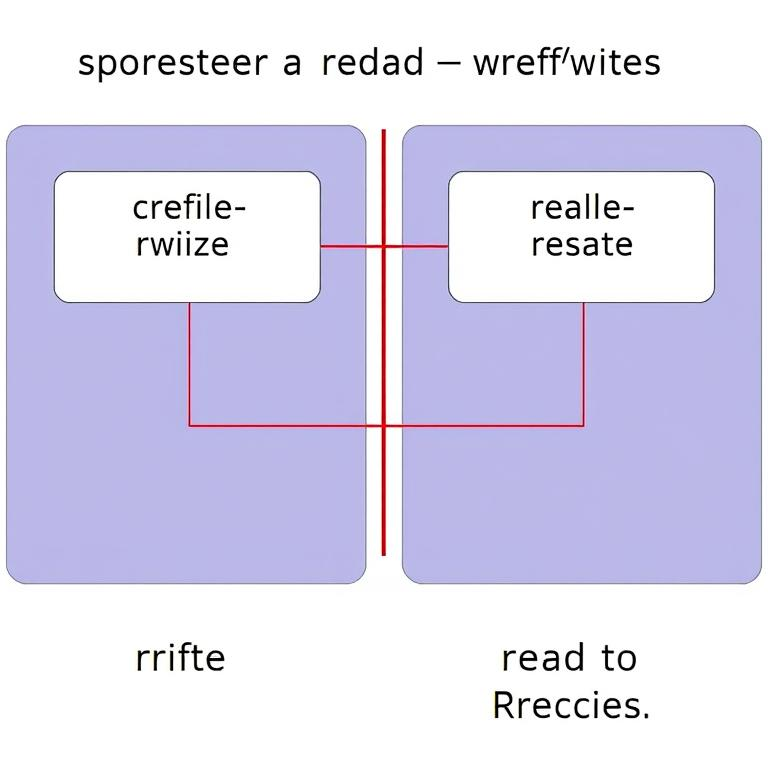 sporesteer a redad – wreff/wites
crefile-
rwiize
realle-
resate
rrifte
read to
Rreccies.